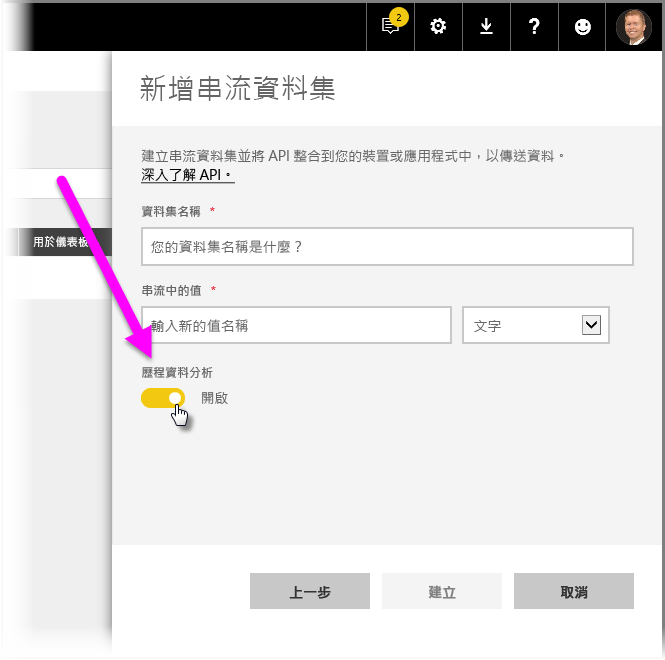 2
?
新增串流資料集
建立串流資料集並將 API 整合到您的裝置或應用程式中，以傳送資料。
深入了解 API。
資料集名稱 *
用於儀表板
您的資料集名稱是什麼？
串流中的值 *
輸入新的值名稱
文字
歷程資料分析
開啟
上一步
建立
取消